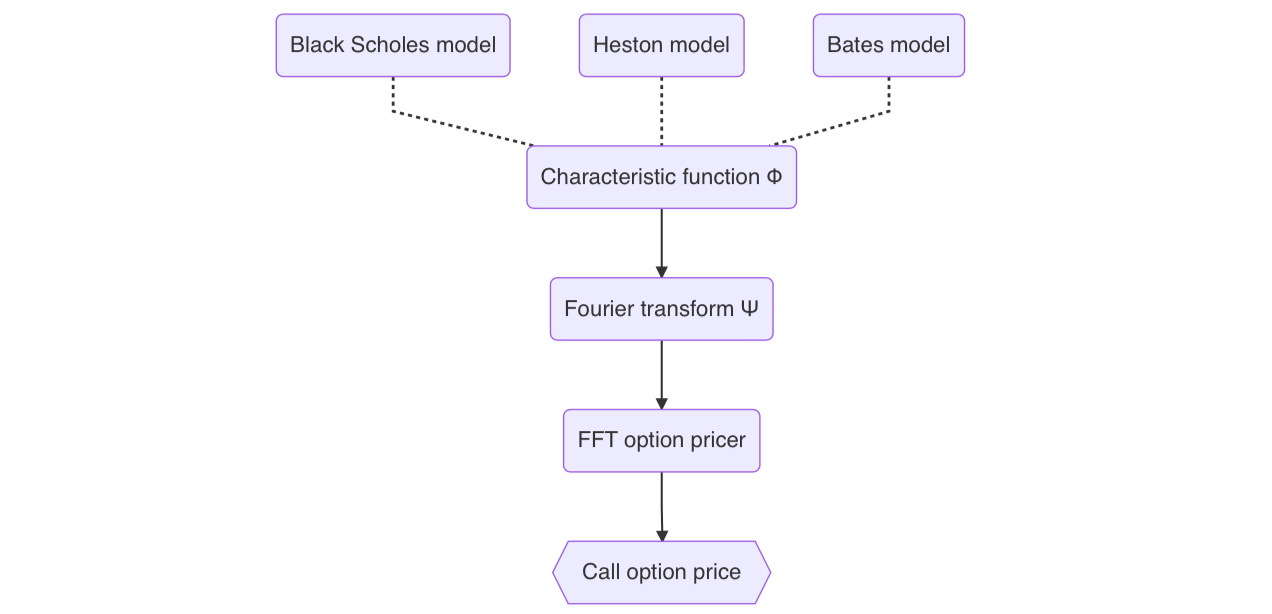 Black Scholes model
Heston model
Bates model
Characteristic function Φ
Fourier transform Ψ
FFT option pricer
Call option price